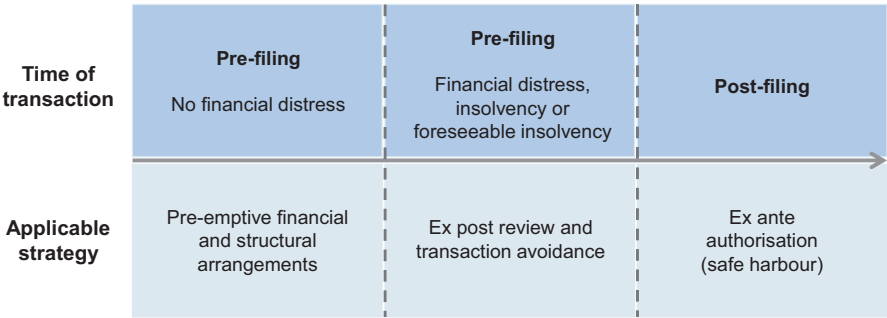 Time of
transaction
Pre-filing
No financial distress
Pre-filing
Financial distress,
insolvency or
foreseeable insolvency
Post-filing
Applicable
strategy
Pre-emptive financial
and structural
arrangements
Ex post review and
transaction avoidance
Ex ante
authorisation
(safe harbour)